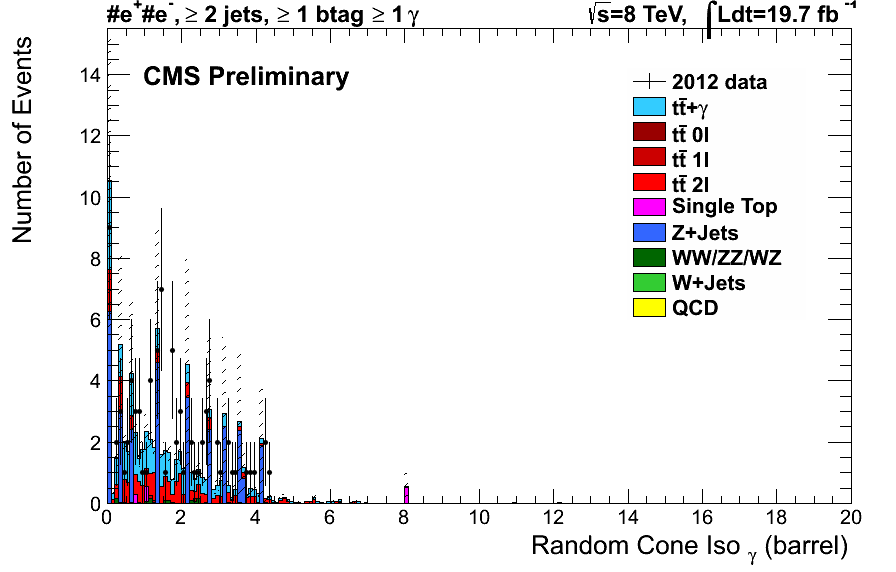 #e⁺#e⁻, ≥ 2 jets, ≥ 1 btag ≥ 1 γ
√s=8 TeV, ∫Ldt=19.7 fb⁻¹
CMS Preliminary
2012 data
tt̄+γ
tt̄ 0l
tt̄ 1l
tt̄ 2l
Single Top
Z+Jets
WW/ZZ/WZ
W+Jets
QCD
Number of Events
14
12
10
8
6
4
2
0
0 2 4 6 8 10 12 14 16 18 20
Random Cone Iso γ (barrel)